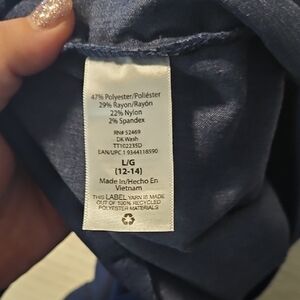 47% Polyester/Poliéster
29% Rayon/Rayón
22% Nylon
2% Spandex
RN# 52469
DK Wash
TT102235D
EAN/UPC 1 9344118590
L/G
(12-14)
Made In/Hecho En
Vietnam
THIS LABEL YARN IS MADE
OUT OF 100% RECYCLED
POLYESTER MATERIALS